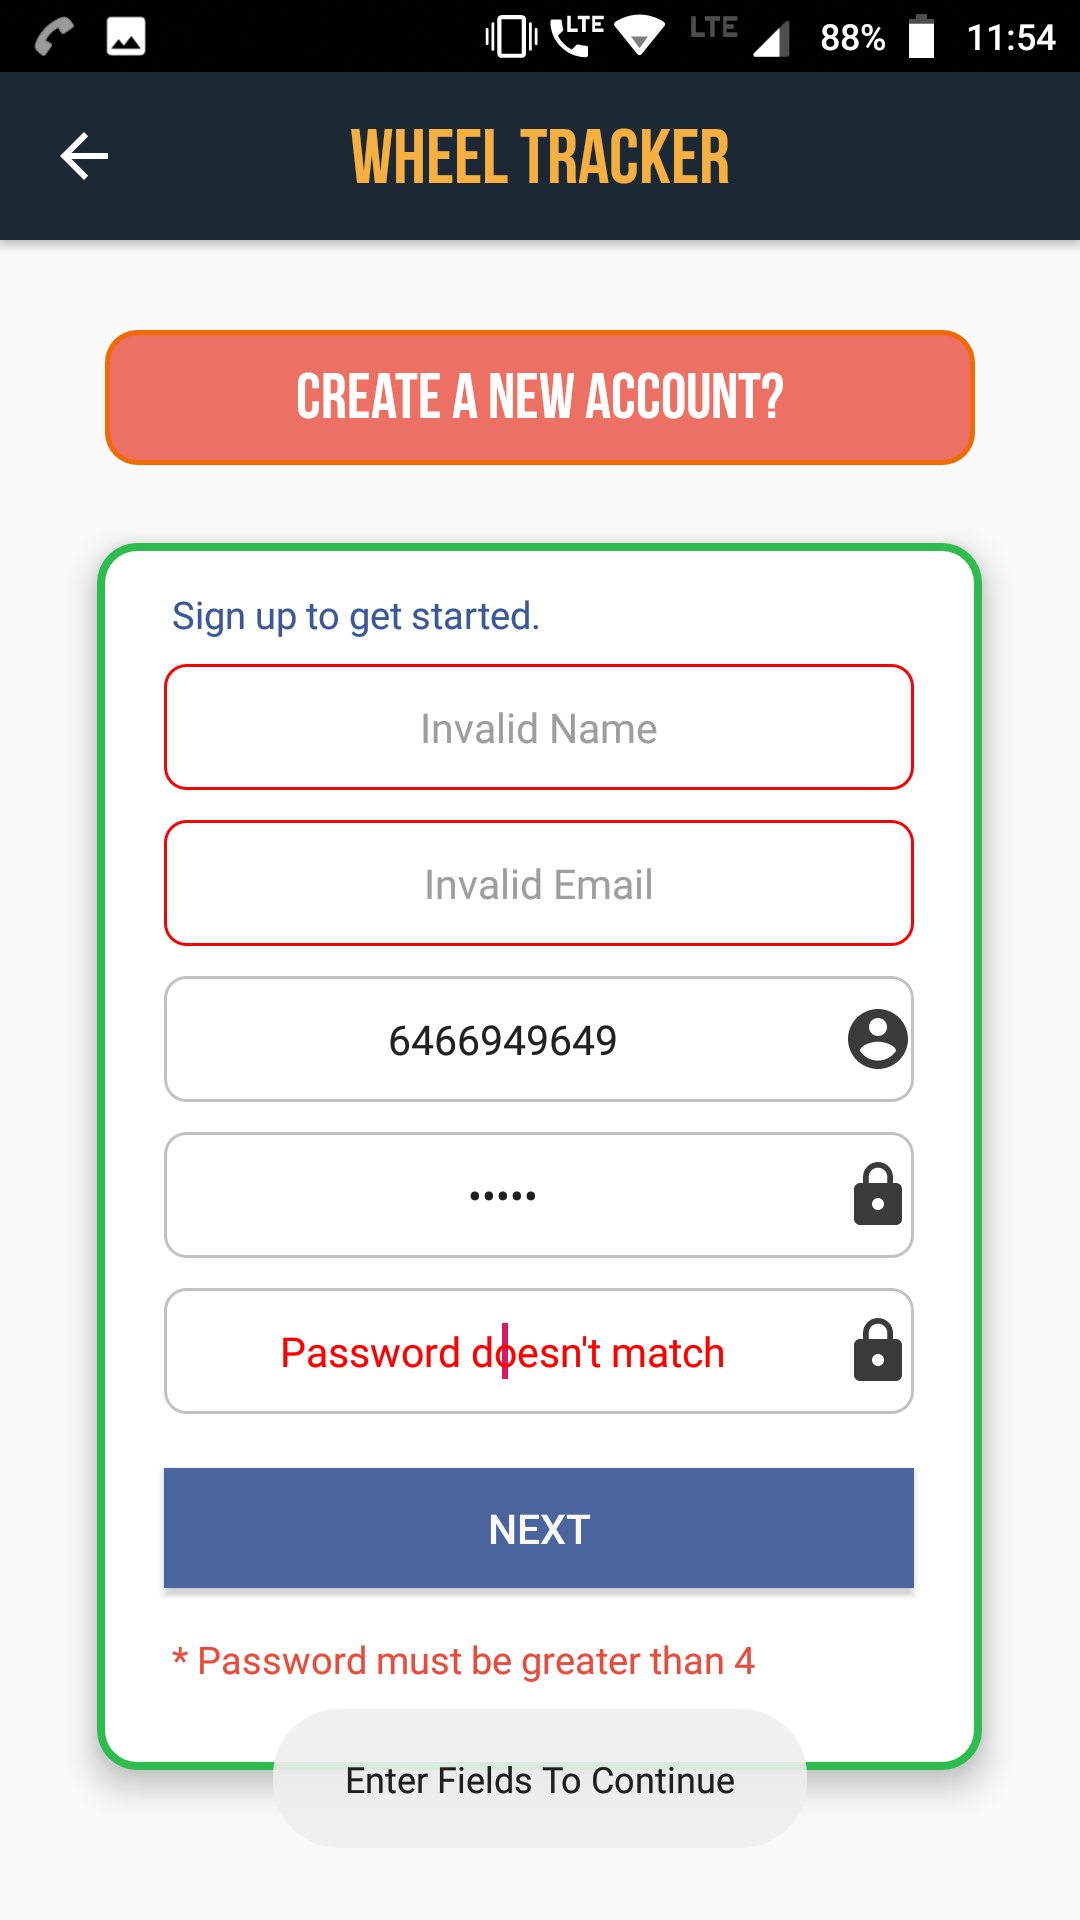 LTE LTE 88% 11:54
WHEEL TRACKER
CREATE A NEW ACCOUNT?
Sign up to get started.
Invalid Name
Invalid Email
6466949649
•••••
Password doesn't match
NEXT
* Password must be greater than 4
Enter Fields To Continue